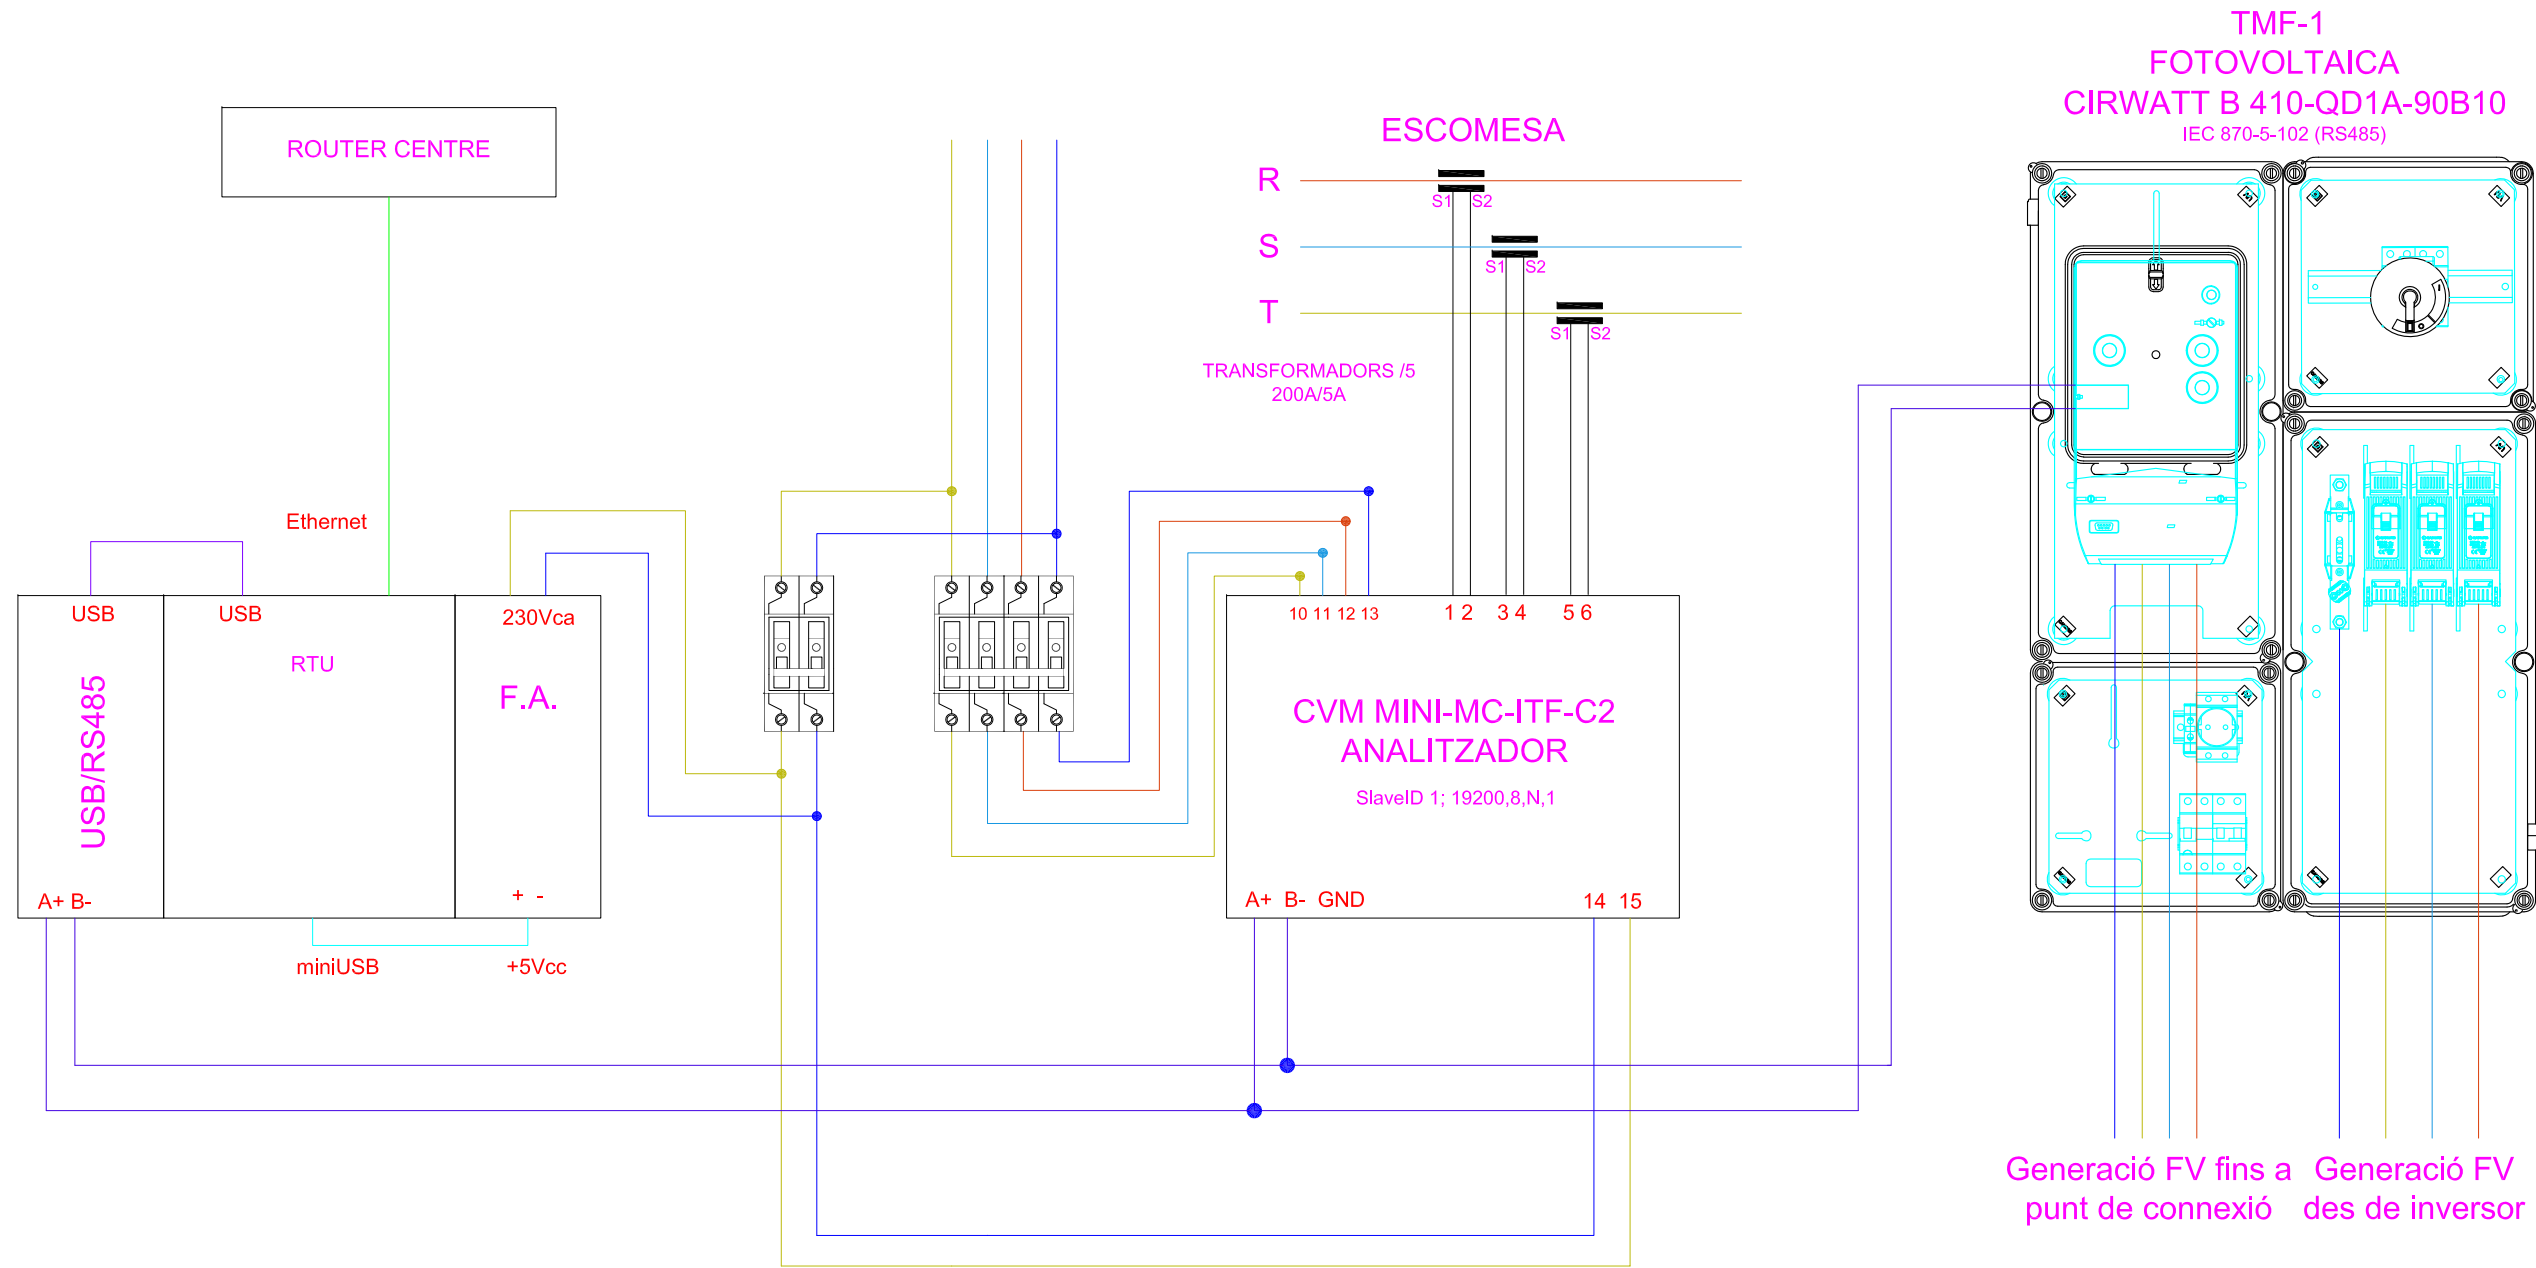 TMF-1
FOTOVOLTAICA
CIRWATT B 410-QD1A-90B10
IEC 870-5-102 (RS485)
ROUTER CENTRE
ESCOMESA
R
S1 S2
S
S1 S2
T
S1 S2
TRANSFORMADORS /5
200A/5A
Ethernet
USB
USB
230Vca
RTU
F.A.
USB/RS485
A+ B-
+ -
miniUSB
+5Vcc
10 11 12 13
1 2
3 4
5 6
CVM MINI-MC-ITF-C2
ANALITZADOR
SlaveID 1; 19200,8,N,1
A+ B- GND
14 15
Generació FV fins a
punt de connexió
Generació FV
des de inversor